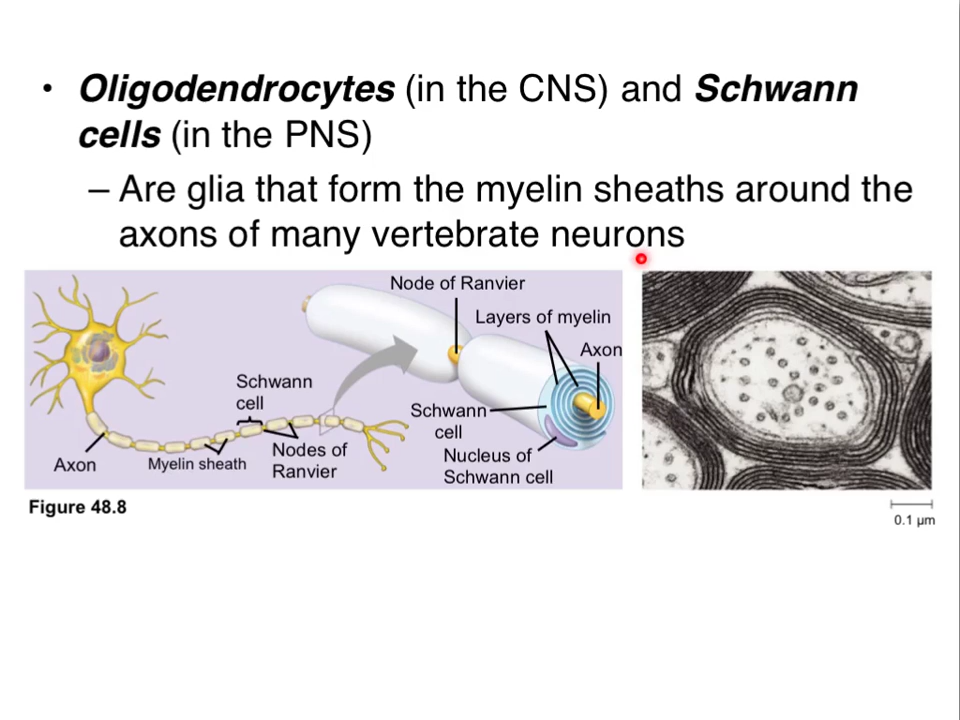 • Oligodendrocytes (in the CNS) and Schwann
cells (in the PNS)
– Are glia that form the myelin sheaths around the
axons of many vertebrate neurons
Node of Ranvier
Layers of myelin
Axon
Schwann
cell
Schwann
cell
Nucleus of
Schwann cell
Nodes of
Ranvier
Myelin sheath
Axon
Figure 48.8
0.1 µm